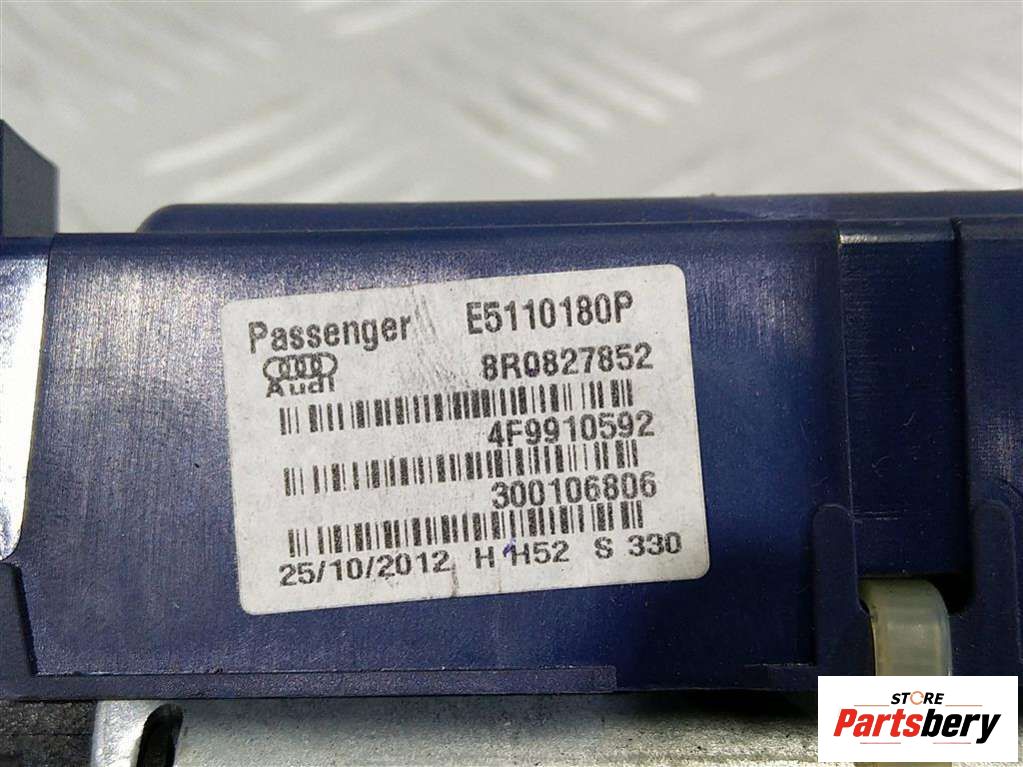 Passenger E5110180P
Audi 8R0827852
4F9910592
300106806
25/10/2012 H H52 S 330
STORE
Partsbery